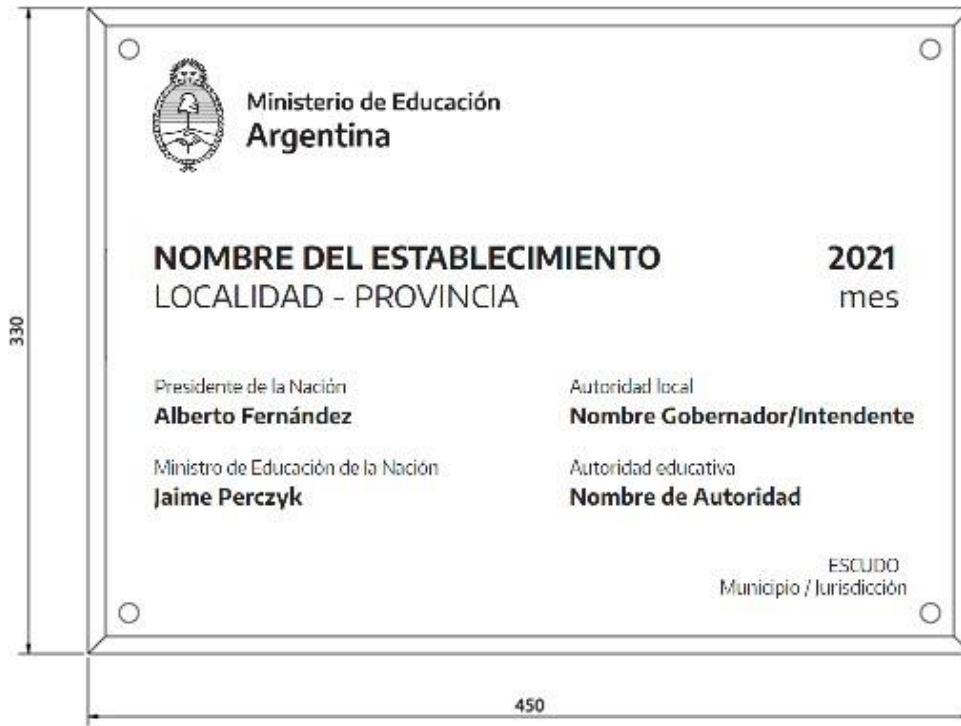 Ministerio de Educación
Argentina
NOMBRE DEL ESTABLECIMIENTO
2021
LOCALIDAD - PROVINCIA
mes
330
Presidente de la Nación
Alberto Fernández
Autoridad local
Nombre Gobernador/Intendente
Ministro de Educación de la Nación
Jaime Perczyk
Autoridad educativa
Nombre de Autoridad
ESCUDO
Municipio / Jurisdicción
450